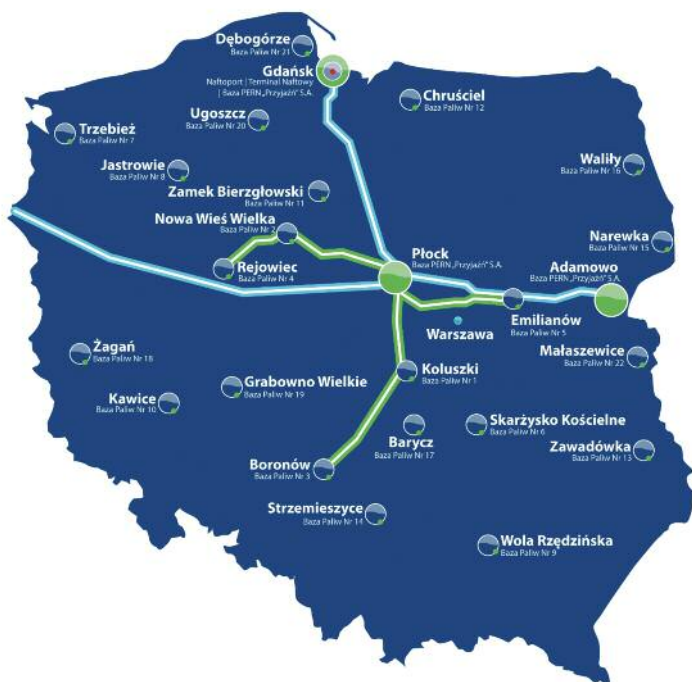 Dębogórze
Baza Paliw Nr 21
Gdańsk
Naftoport | Terminal Naftowy
| Baza PERN „Przyjaźń” S.A.
Chruściel
Baza Paliw Nr 12
Ugoszcz
Baza Paliw Nr 20
Trzebież
Baza Paliw Nr 7
Jastrowie
Baza Paliw Nr 8
Waliły
Baza Paliw Nr 16
Zamek Bierzgłowski
Baza Paliw Nr 11
Nowa Wieś Wielka
Baza Paliw Nr 2
Narewka
Baza Paliw Nr 15
Płock
Baza PERN „Przyjaźń” S.A.
Rejowiec
Baza Paliw Nr 4
Adamowo
Baza PERN „Przyjaźń” S.A.
Emilianów
Baza Paliw Nr 5
Warszawa
Żagań
Baza Paliw Nr 18
Małaszewice
Baza Paliw Nr 22
Koluszki
Baza Paliw Nr 1
Grabowno Wielkie
Baza Paliw Nr 19
Kawice
Baza Paliw Nr 10
Skarżysko Kościelne
Baza Paliw Nr 6
Barycz
Baza Paliw Nr 17
Zawadówka
Baza Paliw Nr 13
Boronów
Baza Paliw Nr 3
Strzemieszyce
Baza Paliw Nr 14
Wola Rzędzińska
Baza Paliw Nr 9